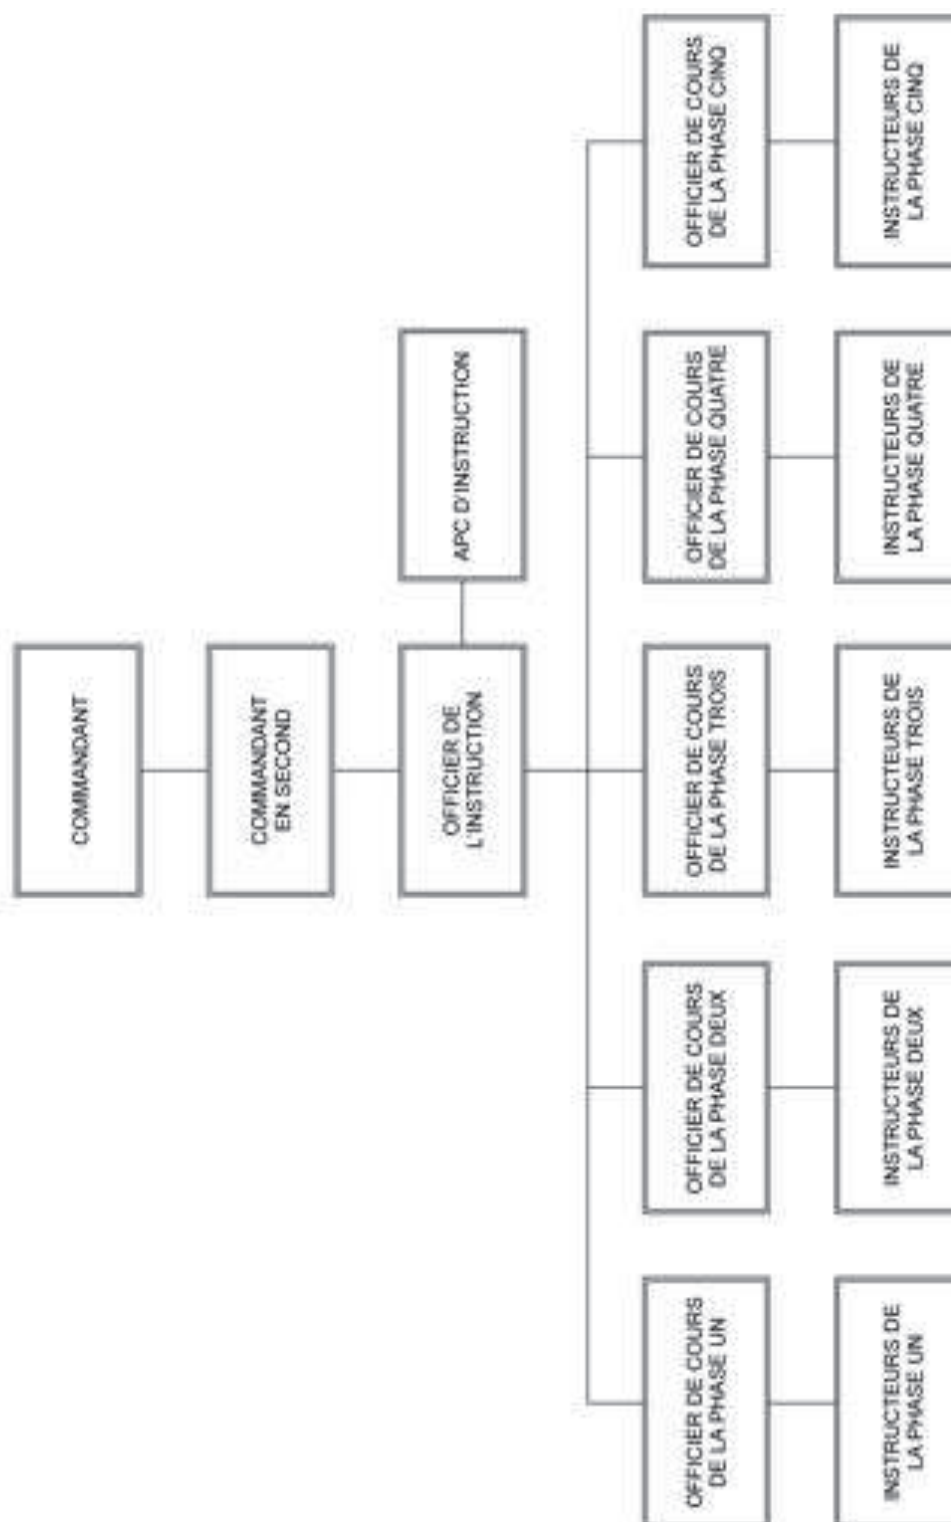 COMMANDANT
COMMANDANT
EN SECOND
OFFICIER DE
L'INSTRUCTION
APC D'INSTRUCTION
OFFICIER DE COURS
DE LA PHASE UN
OFFICIER DE COURS
DE LA PHASE DEUX
OFFICIER DE COURS
DE LA PHASE TROIS
OFFICIER DE COURS
DE LA PHASE QUATRE
OFFICIER DE COURS
DE LA PHASE CINQ
INSTRUCTEURS DE
LA PHASE UN
INSTRUCTEURS DE
LA PHASE DEUX
INSTRUCTEURS DE
LA PHASE TROIS
INSTRUCTEURS DE
LA PHASE QUATRE
INSTRUCTEURS DE
LA PHASE CINQ